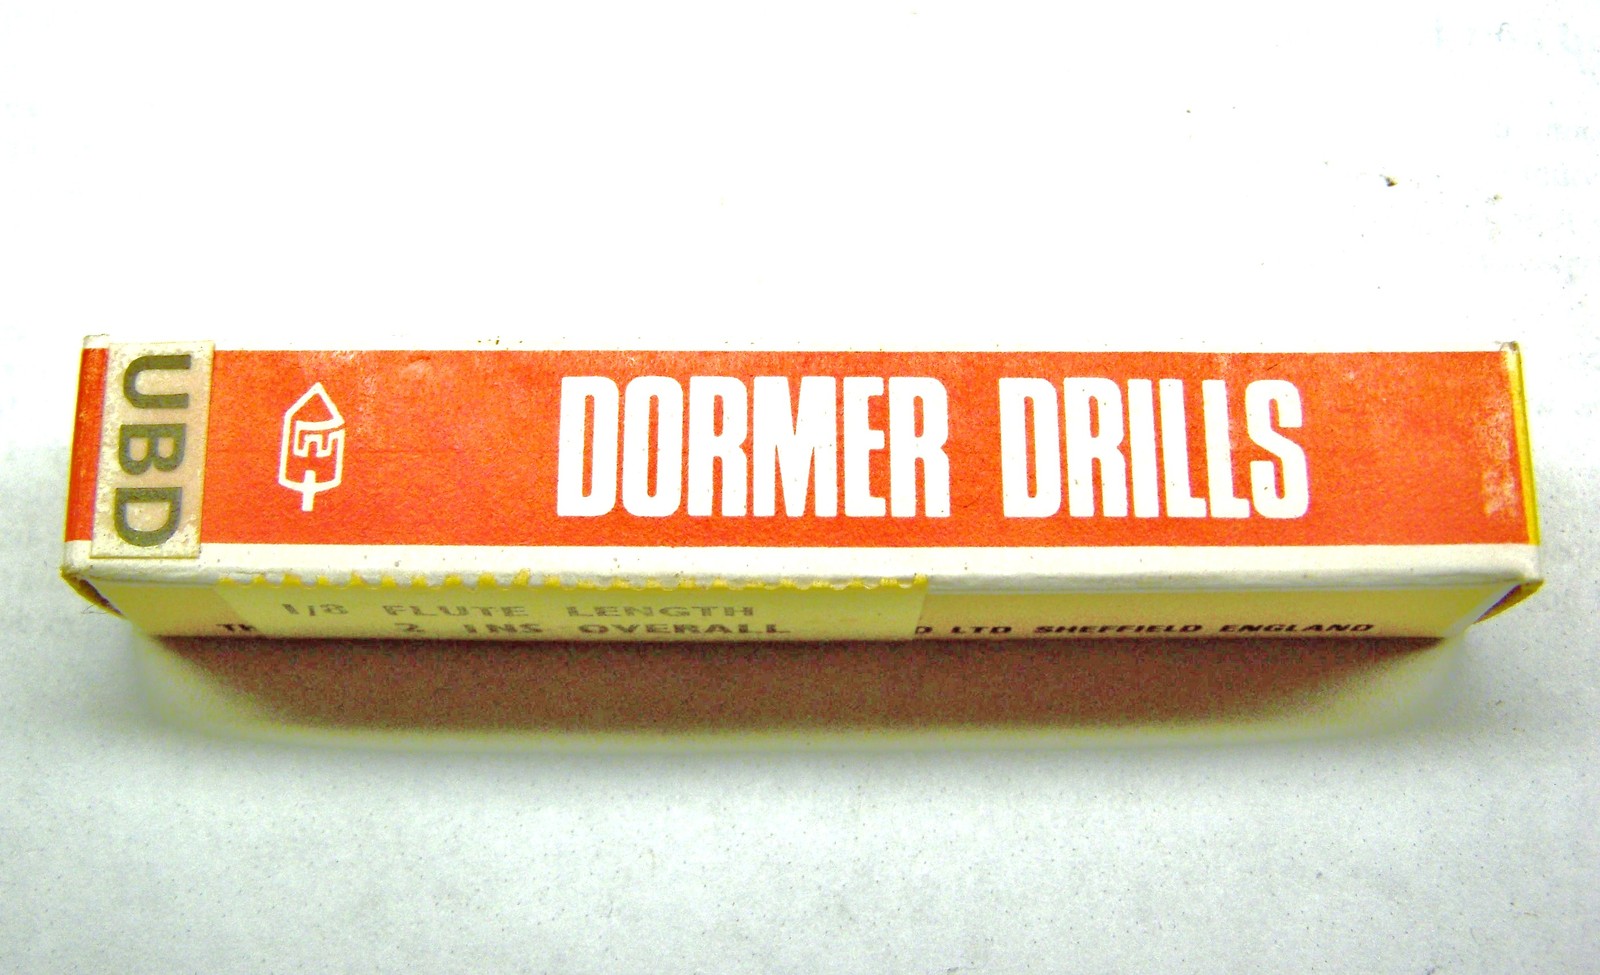 UBD
DORMER DRILLS
1/8 FLUTE LENGTH
2 INS OVERALL
LTD SHEFFIELD ENGLAND